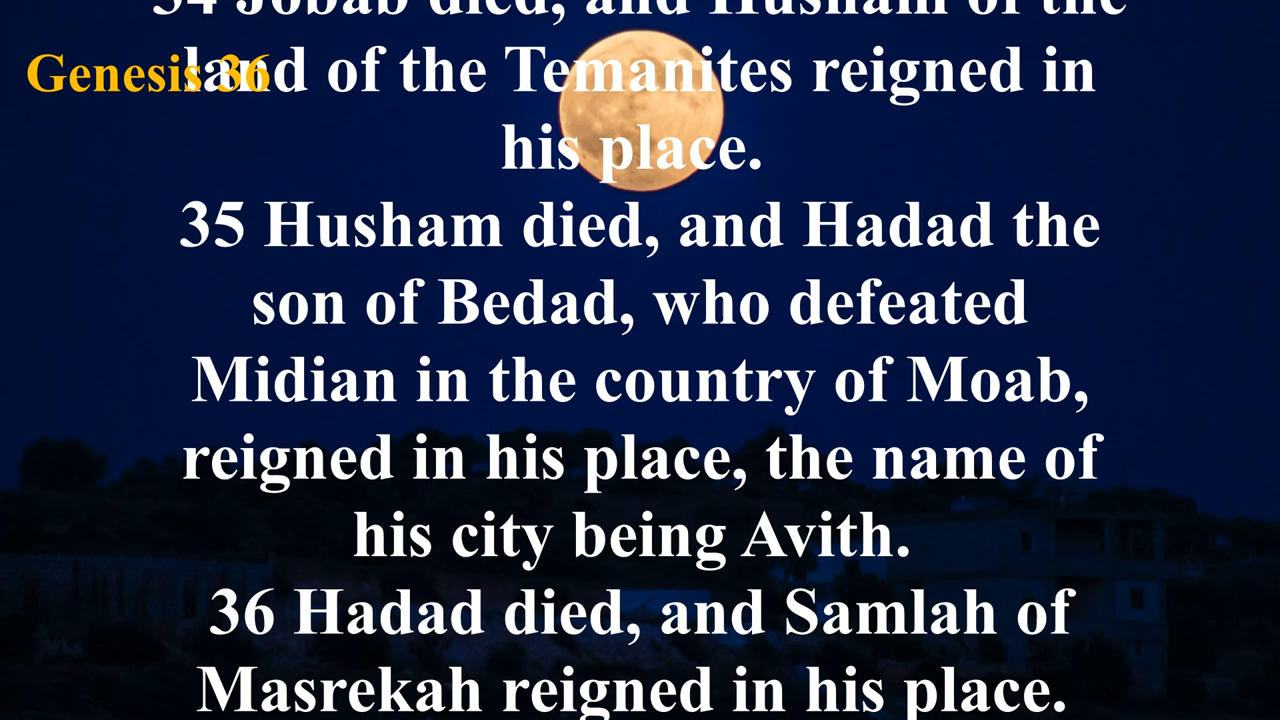 34 Jobab died, and Husham of the
Genesis 36
land of the Temanites reigned in
his place.
35 Husham died, and Hadad the
son of Bedad, who defeated
Midian in the country of Moab,
reigned in his place, the name of
his city being Avith.
36 Hadad died, and Samlah of
Masrekah reigned in his place.